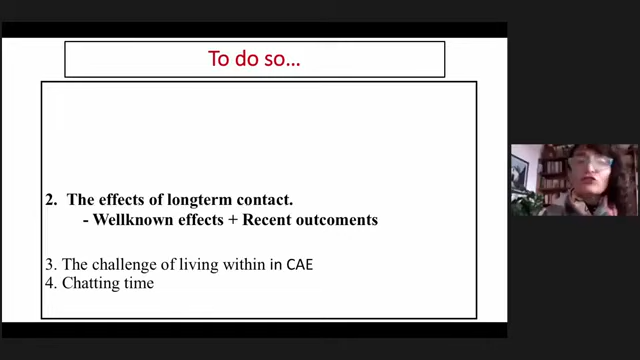 To do so...
2. The effects of longterm contact.
- Wellknown effects + Recent outcoments
3. The challenge of living within in CAE
4. Chatting time